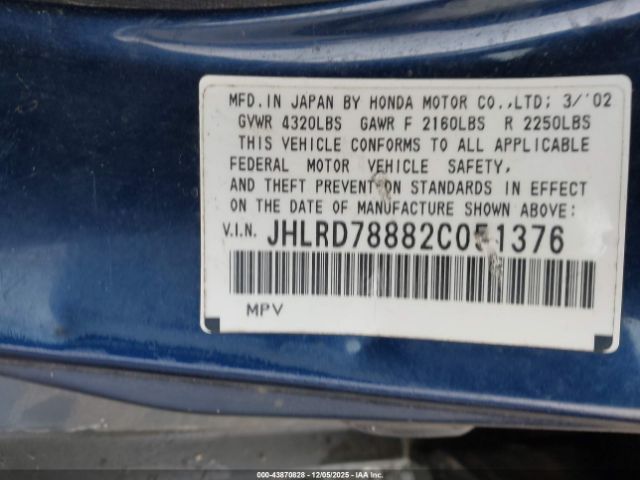 MFD.IN JAPAN BY HONDA MOTOR CO.,LTD; 3/'02
GVWR 4320LBS GAWR F 2160LBS R 2250LBS
THIS VEHICLE CONFORMS TO ALL APPLICABLE
FEDERAL MOTOR VEHICLE SAFETY,
AND THEFT PREVENTION STANDARDS IN EFFECT
ON THE DATE OF MANUFACTURE SHOWN ABOVE:
V.I.N. JHLRD78882C051376
MPV
000-43870828 - 12/05/2025 - IAA Inc.